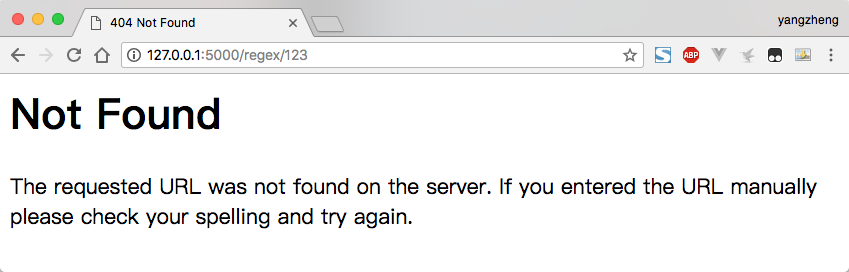 404 Not Found
yangzheng
127.0.0.1:5000/regex/123
S
ABP
Not Found
The requested URL was not found on the server. If you entered the URL manually
please check your spelling and try again.